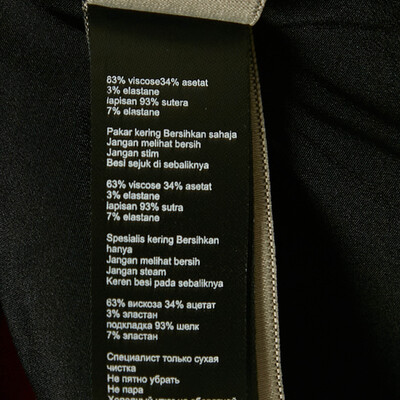 83% viscose34% asetat
3% elastane
lapisan 93% sutera
7% elastane
Pakar kering Bersihkan sahaja
Jangan melihat bersih
Jangan stim
Besi sejuk di sebaliknya
63% viscose 34% asetat
3% elastane
lapisan 93% sutra
7% elastane
Spesialis kering Bersihkan
hanya
Jangan melihat bersih
Jangan steam
Keren besi pada sebaliknya
63% вискоза 34% ацетат
3% эластан
подкладка 93% шелк
7% эластан
Специалист только сухая
чистка
Не пятно убрать
Не пара